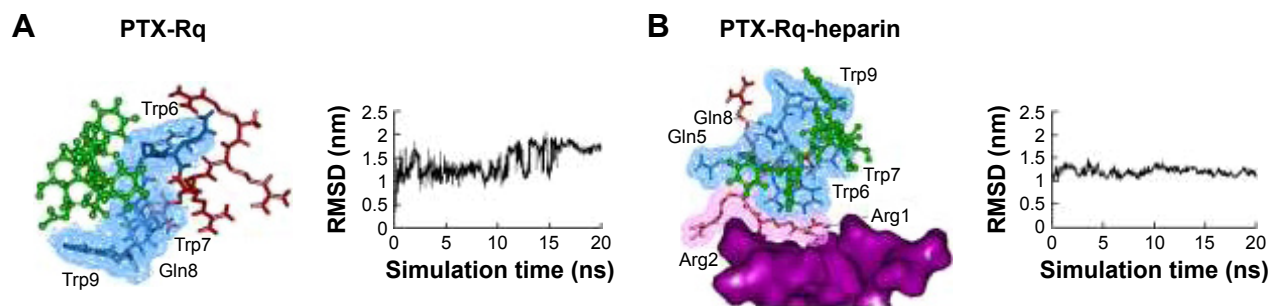 A PTX-Rq
Trp6
Trp7
Gln8
Trp9
RMSD (nm)
2.5
2
1.5
1
0.5
0
0 5 10 15 20
Simulation time (ns)
B PTX-Rq-heparin
Trp9
Gln8
Gln5
Trp7
Trp6
Arg1
Arg2
RMSD (nm)
2.5
2
1.5
1
0.5
0
0 5 10 15 20
Simulation time (ns)